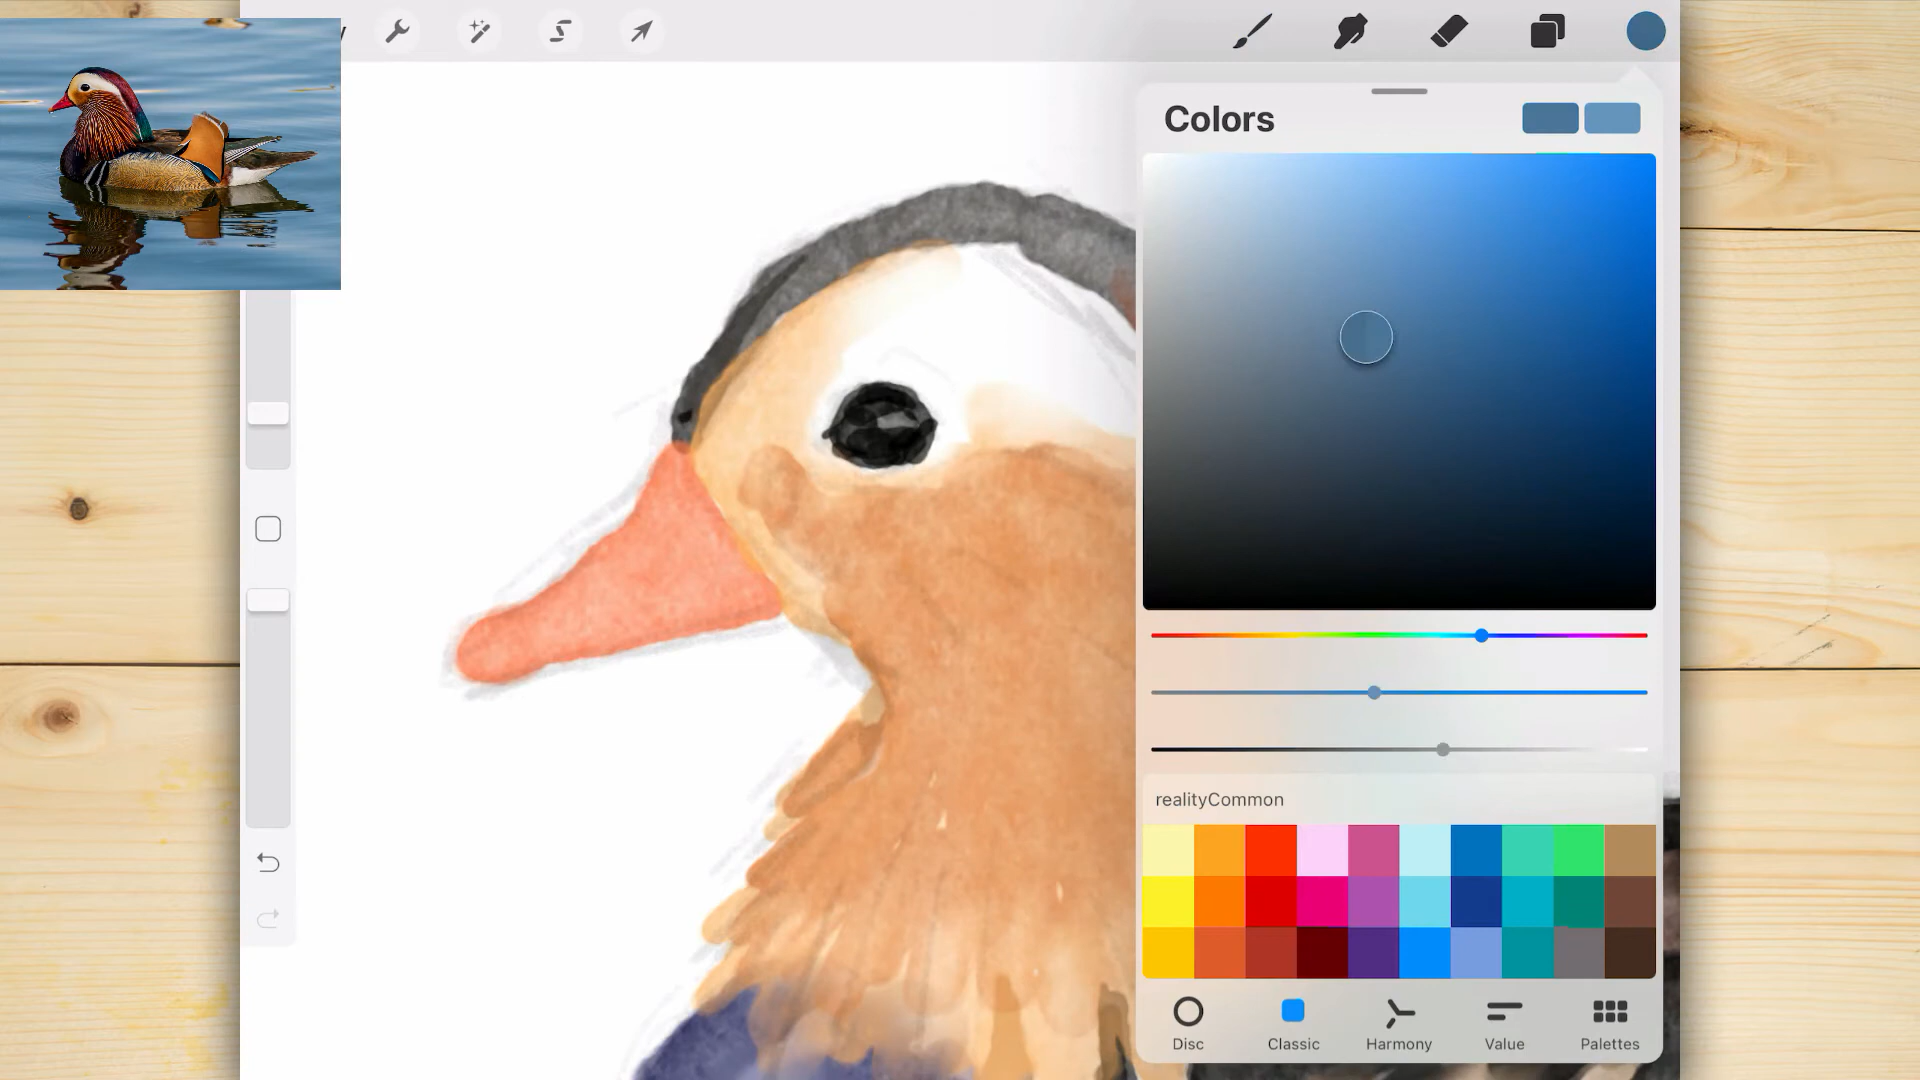 Colors
realityCommon
Disc
Classic
Harmony
Value
Palettes